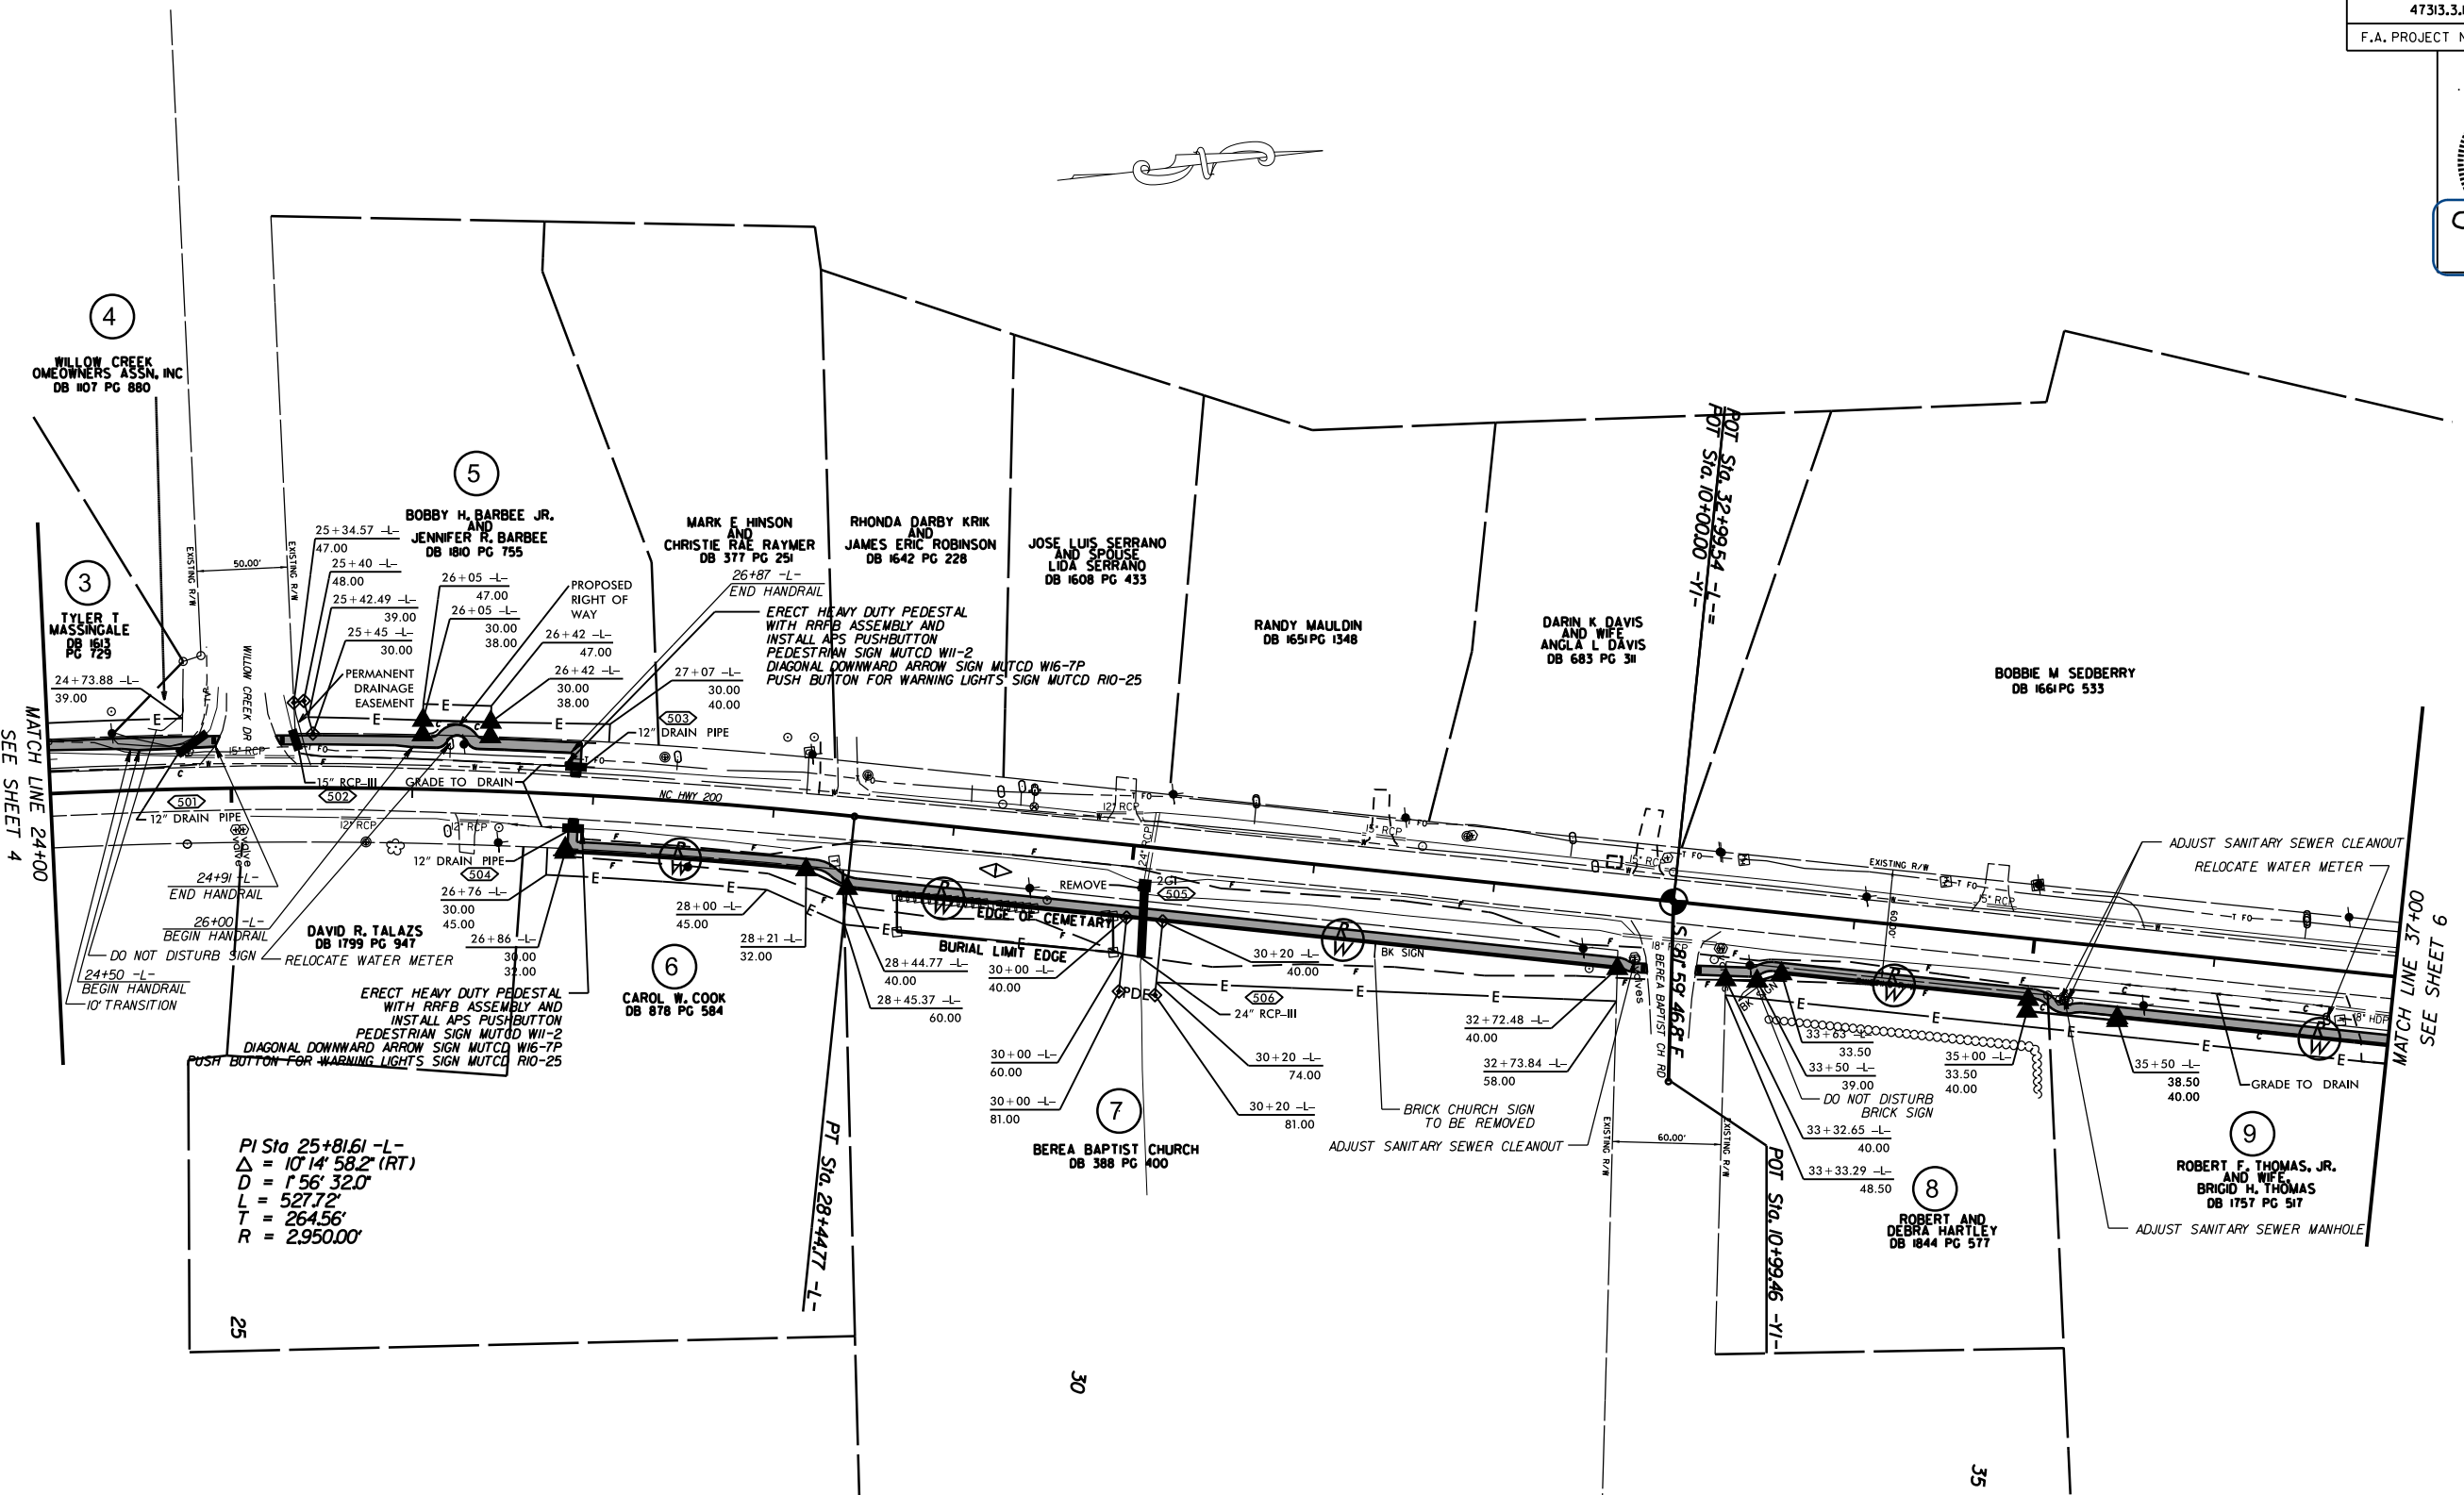 47313.3.
F.A. PROJECT N
4
WILLOW CREEK
OMEOWNERS ASSN, INC
DB 1107 PG 880
3
TYLER T
MASSINGALE
DB 1613
PG 729
24+73.88 -L-
39.00
MATCH LINE 24+00
SEE SHEET 4
EXISTING R/W
50.00'
EXISTING R/W
WILLOW CREEK DR
5
BOBBY H. BARBEE JR.
AND
JENNIFER R. BARBEE
DB 1810 PG 755
25+34.57 -L-
47.00
25+40 -L-
48.00
25+42.49 -L-
39.00
25+45 -L-
30.00
PERMANENT
DRAINAGE
EASEMENT
26+05 -L-
47.00
26+05 -L-
30.00
38.00
PROPOSED
RIGHT OF
WAY
26+42 -L-
47.00
26+42 -L-
30.00
38.00
MARK E HINSON
AND
CHRISTIE RAE RAYMER
DB 377 PG 251
26+87 -L-
END HANDRAIL
ERECT HEAVY DUTY PEDESTAL
WITH RRFB ASSEMBLY AND
INSTALL APS PUSHBUTTON
PEDESTRIAN SIGN MUTCD W11-2
DIAGONAL DOWNWARD ARROW SIGN MUTCD W16-7P
PUSH BUTTON FOR WARNING LIGHTS SIGN MUTCD R10-25
27+07 -L-
30.00
40.00
503
12" DRAIN PIPE
RHONDA DARBY KRIK
AND
JAMES ERIC ROBINSON
DB 1642 PG 228
JOSE LUIS SERRANO
AND SPOUSE
LIDA SERRANO
DB 1608 PG 433
RANDY MAULDIN
DB 1651 PG 1348
DARIN K DAVIS
AND WIFE
ANGLA L DAVIS
DB 683 PG 311
POT Sta. 32+99.54 -L- =
POT Sta. 10+00.00 -Y1-
BOBBIE M SEDBERRY
DB 1661 PG 533
15" RCP
15" RCP-III
502
GRADE TO DRAIN
501
12" DRAIN PIPE
12" RCP
12" RCP
NC HWY 200
12" DRAIN PIPE
504
24+91 -L-
END HANDRAIL
26+00 -L-
BEGIN HANDRAIL
DO NOT DISTURB SIGN
RELOCATE WATER METER
24+50 -L-
BEGIN HANDRAIL
10' TRANSITION
DAVID R. TALAZS
DB 1799 PG 947
26+76 -L-
30.00
45.00
26+86 -L-
30.00
32.00
ERECT HEAVY DUTY PEDESTAL
WITH RRFB ASSEMBLY AND
INSTALL APS PUSHBUTTON
PEDESTRIAN SIGN MUTCD W11-2
DIAGONAL DOWNWARD ARROW SIGN MUTCD W16-7P
PUSH BUTTON FOR WARNING LIGHTS SIGN MUTCD R10-25
6
CAROL W. COOK
DB 878 PG 584
28+00 -L-
45.00
28+21 -L-
32.00
28+44.77 -L-
40.00
28+45.37 -L-
60.00
12" RCP
24" RCP
REMOVE
2GI
505
EDGE OF CEMETARY
BURIAL LIMIT EDGE
30+00 -L-
40.00
30+20 -L-
40.00
PDE
506
24" RCP-III
30+00 -L-
60.00
30+00 -L-
81.00
30+20 -L-
74.00
30+20 -L-
81.00
7
BEREA BAPTIST CHURCH
DB 388 PG 400
BK SIGN
BRICK CHURCH SIGN
TO BE REMOVED
ADJUST SANITARY SEWER CLEANOUT
32+72.48 -L-
40.00
32+73.84 -L-
58.00
15" RCP
15" RCP
18" RCP
S 81° 59' 46.8" E
BEREA BAPTIST CH RD
EXISTING R/W
60.00'
EXISTING R/W
BK SIGN
33+63 -L-
33.50
33+50 -L-
39.00
DO NOT DISTURB
BRICK SIGN
33+32.65 -L-
40.00
33+33.29 -L-
48.50
POT Sta. 10+99.46 -Y1-
8
ROBERT AND
DEBRA HARTLEY
DB 1844 PG 577
EXISTING R/W
60.00'
15" RCP
35+00 -L-
33.50
40.00
35+50 -L-
38.50
40.00
GRADE TO DRAIN
ADJUST SANITARY SEWER CLEANOUT
RELOCATE WATER METER
18" HDP
9
ROBERT F. THOMAS, JR.
AND WIFE,
BRIGID H. THOMAS
DB 1757 PG 517
ADJUST SANITARY SEWER MANHOLE
MATCH LINE 37+00
SEE SHEET 6
PI Sta 25+81.61 -L-
Δ = 10° 14' 58.2" (RT)
D = 1° 56' 32.0"
L = 527.72'
T = 264.56'
R = 2,950.00'
PT Sta. 28+44.77 -L-
25
30
35